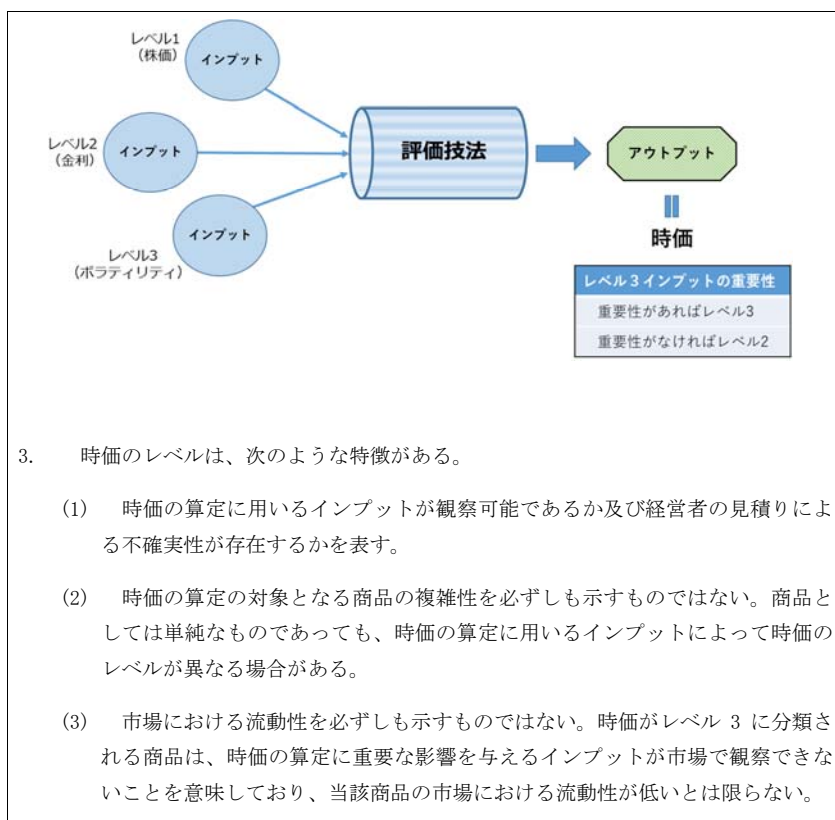 レベル1
(株価)
インプット
レベル2
(金利)
インプット
レベル3
(ボラティリティ)
インプット
評価技法
アウトプット
時価
レベル3インプットの重要性
重要性があればレベル3
重要性がなければレベル2
3. 時価のレベルは、次のような特徴がある。
(1) 時価の算定に用いるインプットが観察可能であるか及び経営者の見積りによ
る不確実性が存在するかを表す。
(2) 時価の算定の対象となる商品の複雑性を必ずしも示すものではない。商品と
しては単純なものであっても、時価の算定に用いるインプットによって時価の
レベルが異なる場合がある。
(3) 市場における流動性を必ずしも示すものではない。時価がレベル 3 に分類さ
れる商品は、時価の算定に重要な影響を与えるインプットが市場で観察できな
いことを意味しており、当該商品の市場における流動性が低いとは限らない。